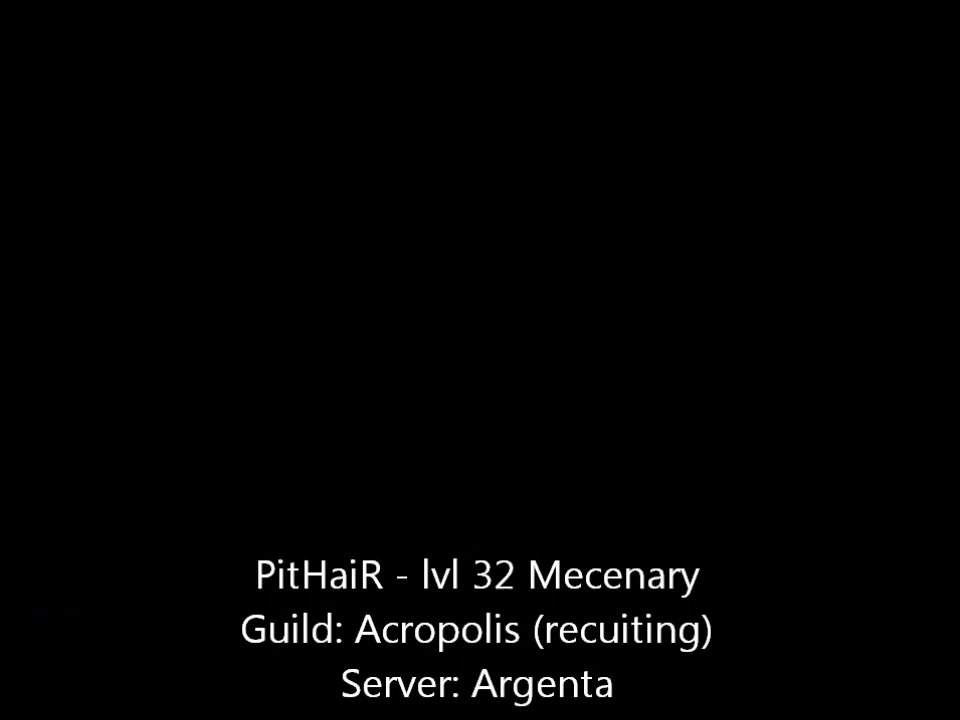 PitHaiR - lvl 32 Mecenary
Guild: Acropolis (recuiting)
Server: Argenta